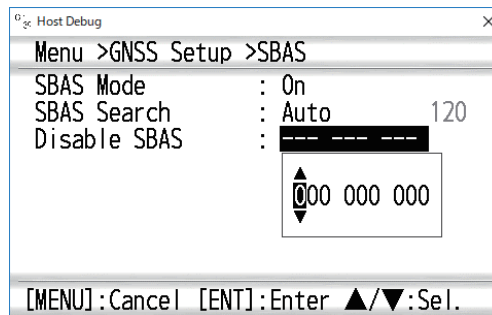 Host Debug
Menu >GNSS Setup >SBAS
SBAS Mode : On
SBAS Search : Auto 120
Disable SBAS : --- --- ---
000 000 000
[MENU]:Cancel [ENT]:Enter ▲/▼:Sel.